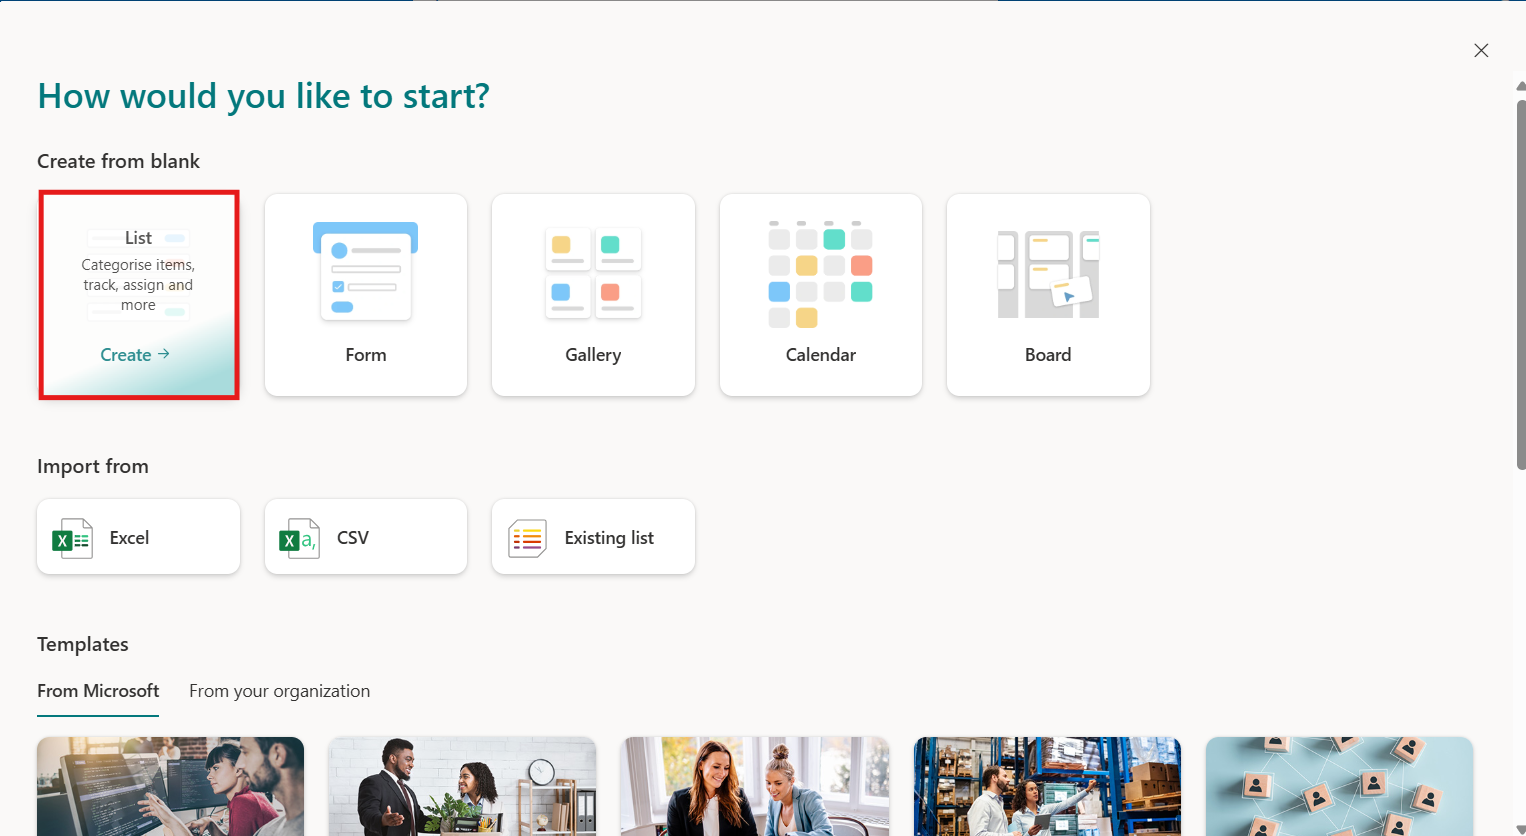 How would you like to start?
Create from blank
List
Categorise items,
track, assign and
more
Create →
Form
Gallery
Calendar
Board
Import from
Excel
CSV
Existing list
Templates
From Microsoft
From your organization